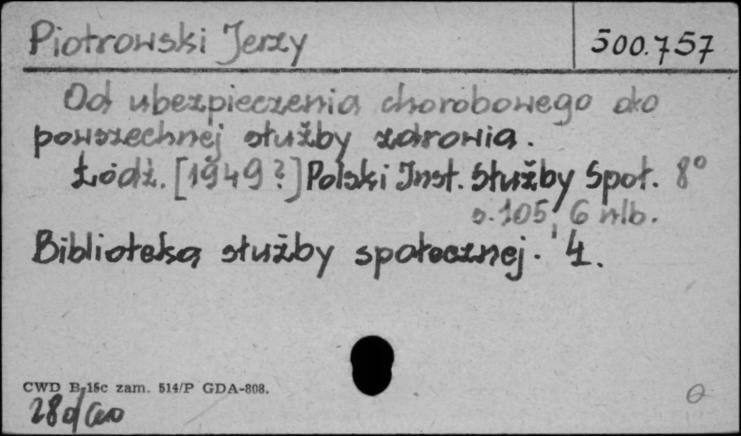 Piotrowski Jerzy
500.757
Od ubezpieczenia chorobowego do
powszechnej służby zdrowia.
Łódź. [1949?] Polski Inst. Służby Społ. 8°
s. 105, 6 nlb.
Biblioteka służby społecznej. 4.
CWD B-15c zam. 514/P GDA-808.